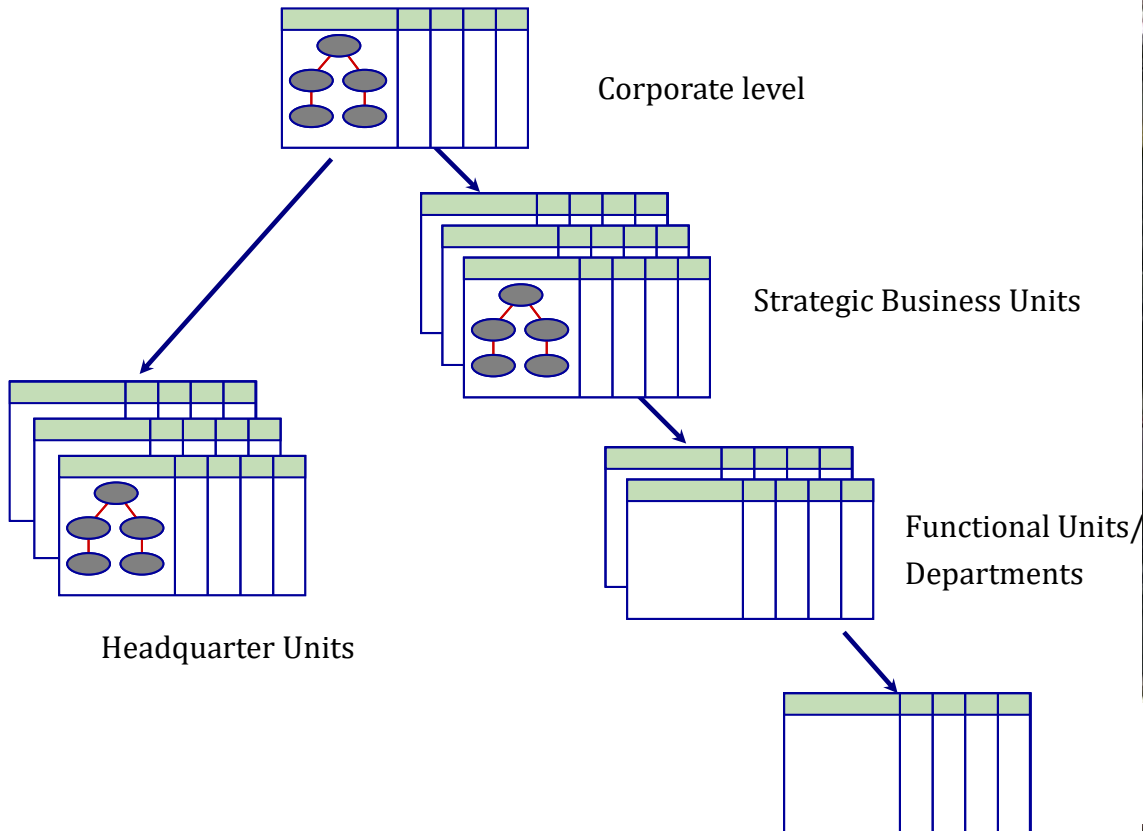 Corporate level
Strategic Business Units
Functional Units/
Departments
Headquarter Units